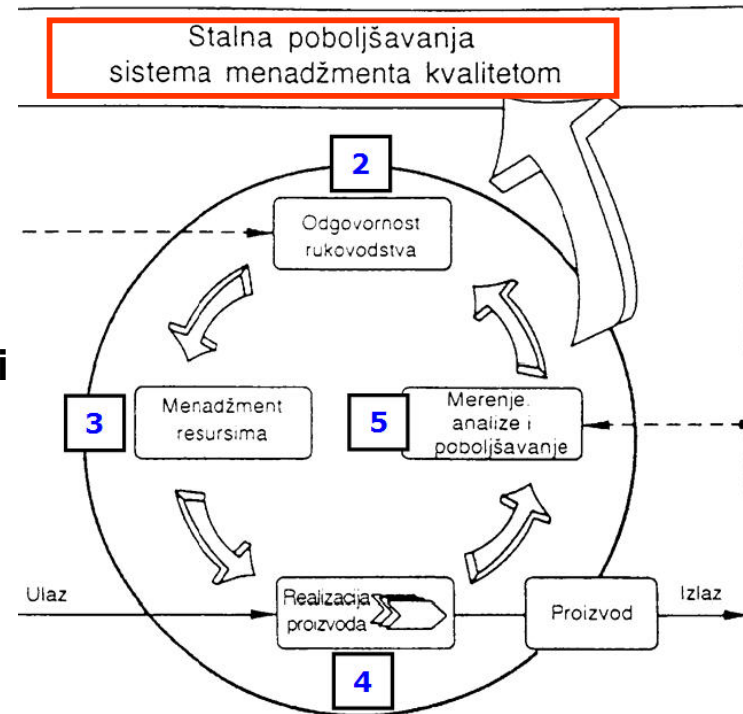 Stalna poboljšavanja
sistema menadžmenta kvalitetom
2
Odgovornost
rukovodstva
i
3
Menadžment
resursima
5
Merenje.
analize i
poboljšavanje
Ulaz
Realizacija
proizvoda
Proizvod
Izlaz
4